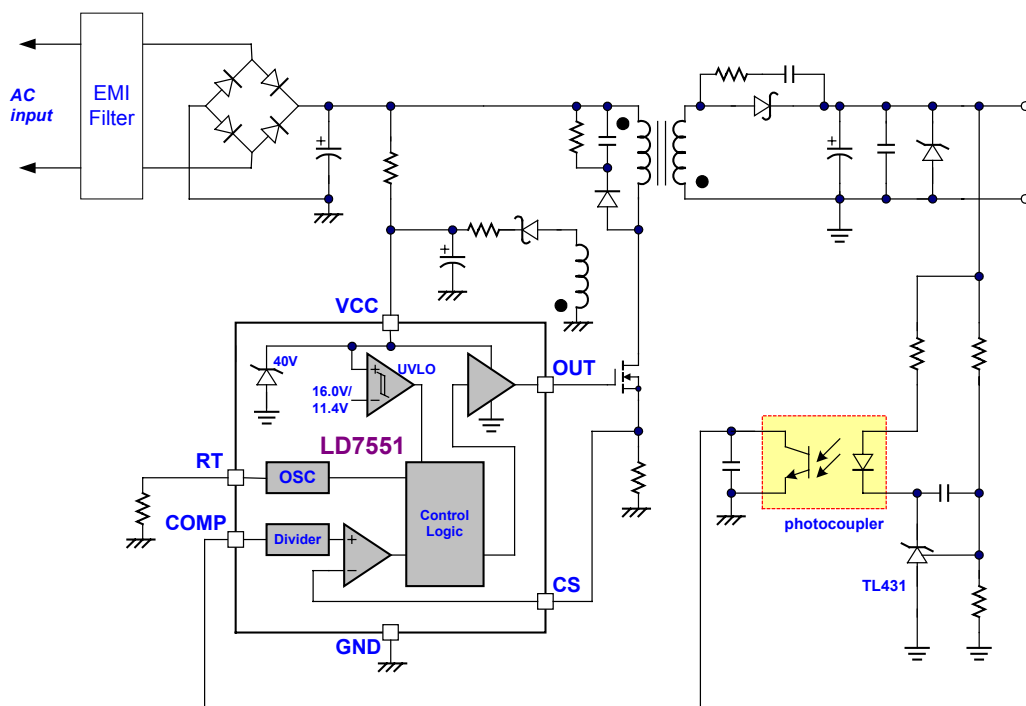 AC
input
EMI
Filter
+
+
+
VCC
40V
UVLO
+
−
16.0V/
11.4V
OUT
LD7551
RT
OSC
COMP
Divider
+
−
Control
Logic
CS
GND
photocoupler
TL431